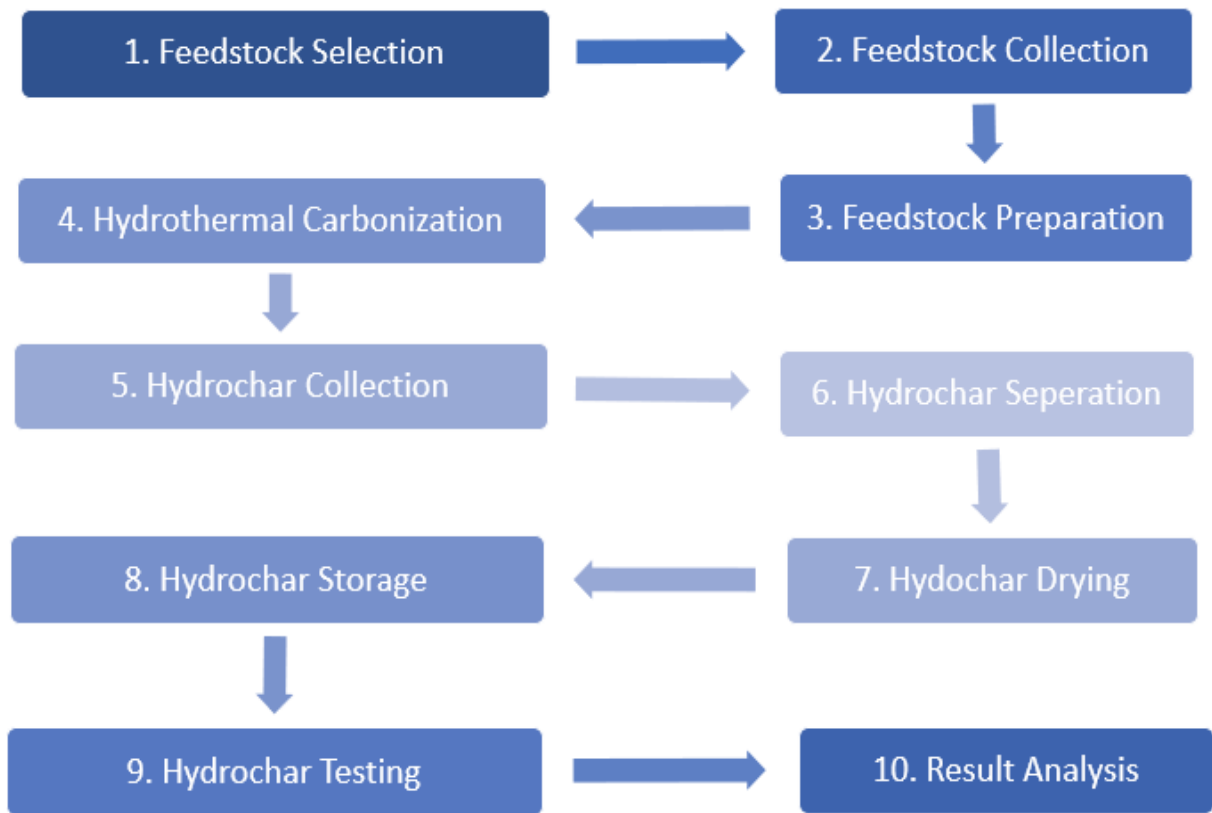 1. Feedstock Selection
2. Feedstock Collection
3. Feedstock Preparation
4. Hydrothermal Carbonization
5. Hydrochar Collection
6. Hydrochar Seperation
7. Hydochar Drying
8. Hydrochar Storage
9. Hydrochar Testing
10. Result Analysis